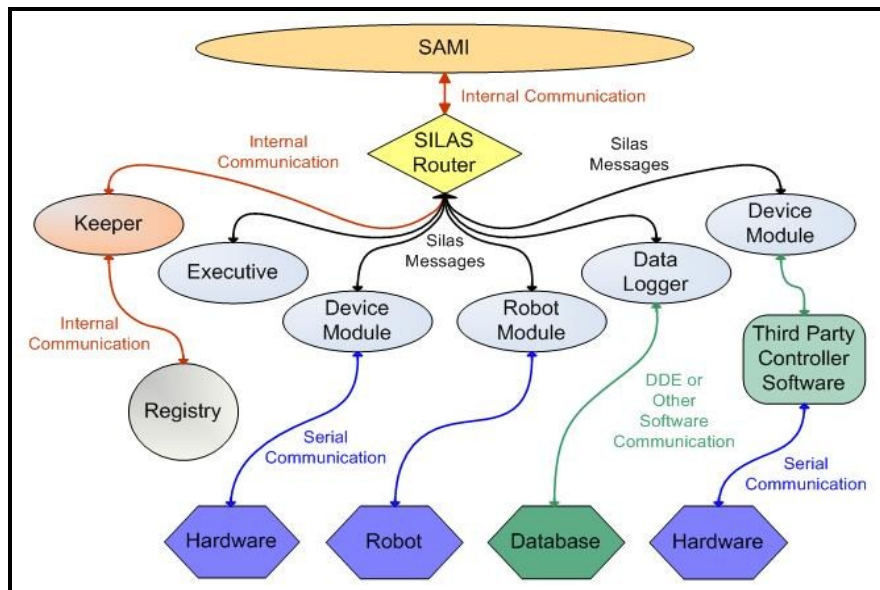 SAMI
Internal Communication
SILAS
Router
Internal
Communication
Silas
Messages
Silas
Messages
Keeper
Executive
Silas
Messages
Device
Module
Robot
Module
Data
Logger
Device
Module
Internal
Communication
Registry
Third Party
Controller
Software
DDE or
Other
Software
Communication
Serial
Communication
Serial
Communication
Hardware
Robot
Database
Hardware